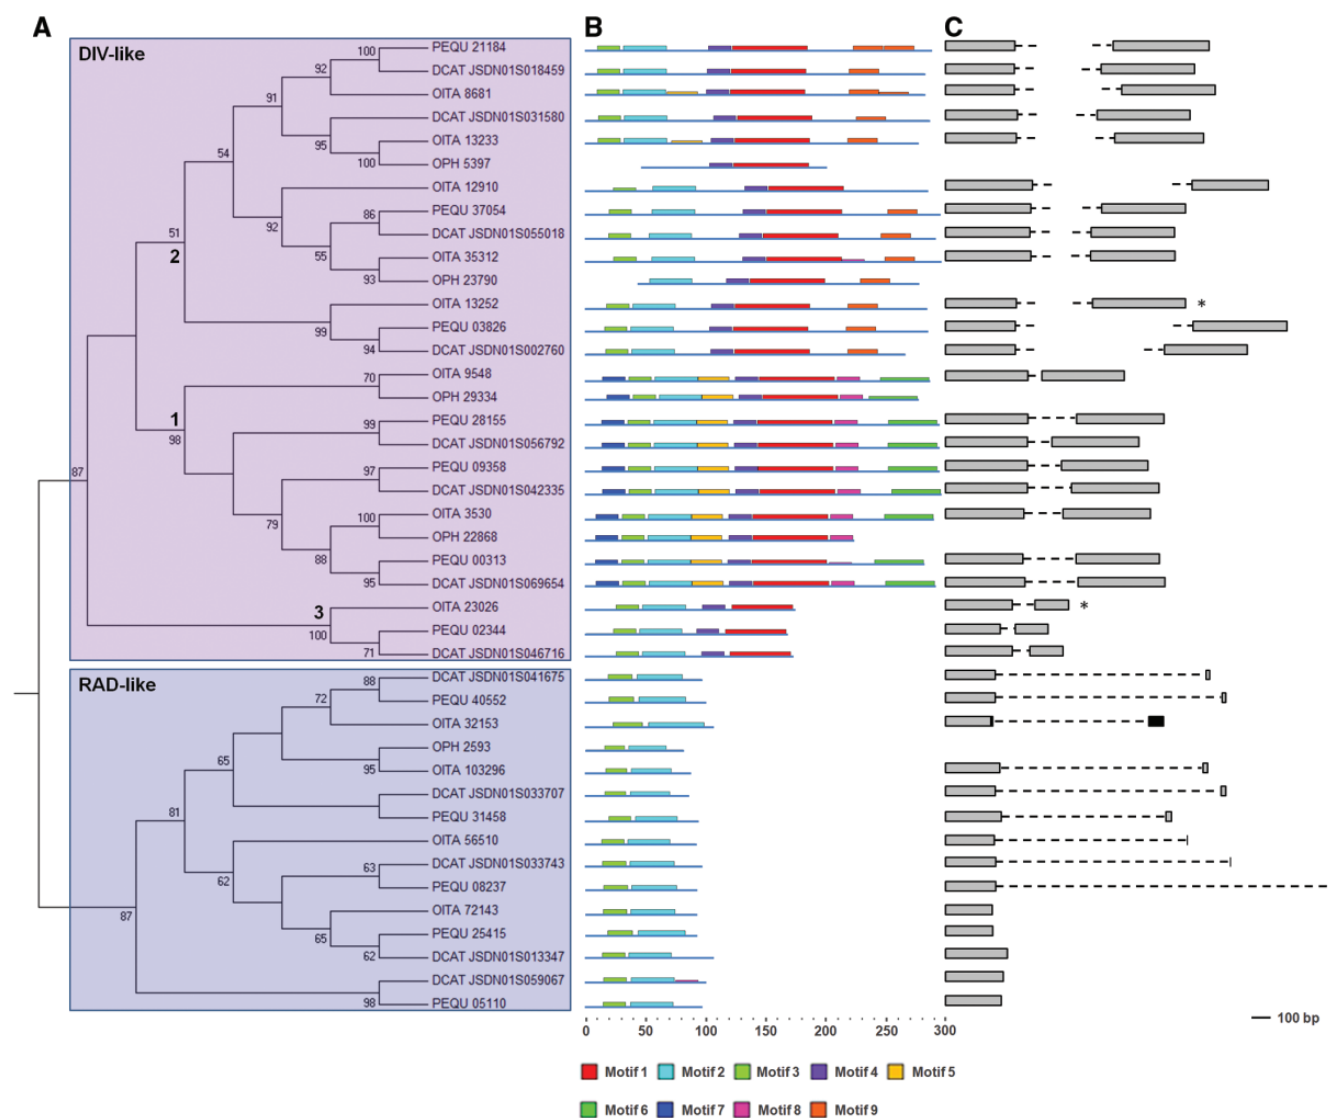 A
B
C
DIV-like
PEQU 21184
DCAT JSDN01S018459
OITA 8681
DCAT JSDN01S031580
OITA 13233
OPH 5397
OITA 12910
PEQU 37054
DCAT JSDN01S055018
OITA 35312
OPH 23790
OITA 13252
*
PEQU 03826
DCAT JSDN01S002760
OITA 9548
OPH 29334
PEQU 28155
DCAT JSDN01S056792
PEQU 09358
DCAT JSDN01S042335
OITA 3530
OPH 22868
PEQU 00313
DCAT JSDN01S069654
OITA 23026
*
PEQU 02344
DCAT JSDN01S046716
100
92
91
95
100
54
92
86
55
93
51
2
99
94
70
1
98
99
97
79
100
88
95
87
3
100
71
RAD-like
DCAT JSDN01S041675
PEQU 40552
OITA 32153
OPH 2593
OITA 103296
DCAT JSDN01S033707
PEQU 31458
OITA 56510
DCAT JSDN01S033743
PEQU 08237
OITA 72143
PEQU 25415
DCAT JSDN01S013347
DCAT JSDN01S059067
PEQU 05110
88
72
95
65
81
63
62
65
62
87
98
0 50 100 150 200 250 300
100 bp
Motif 1 Motif 2 Motif 3 Motif 4 Motif 5
Motif 6 Motif 7 Motif 8 Motif 9